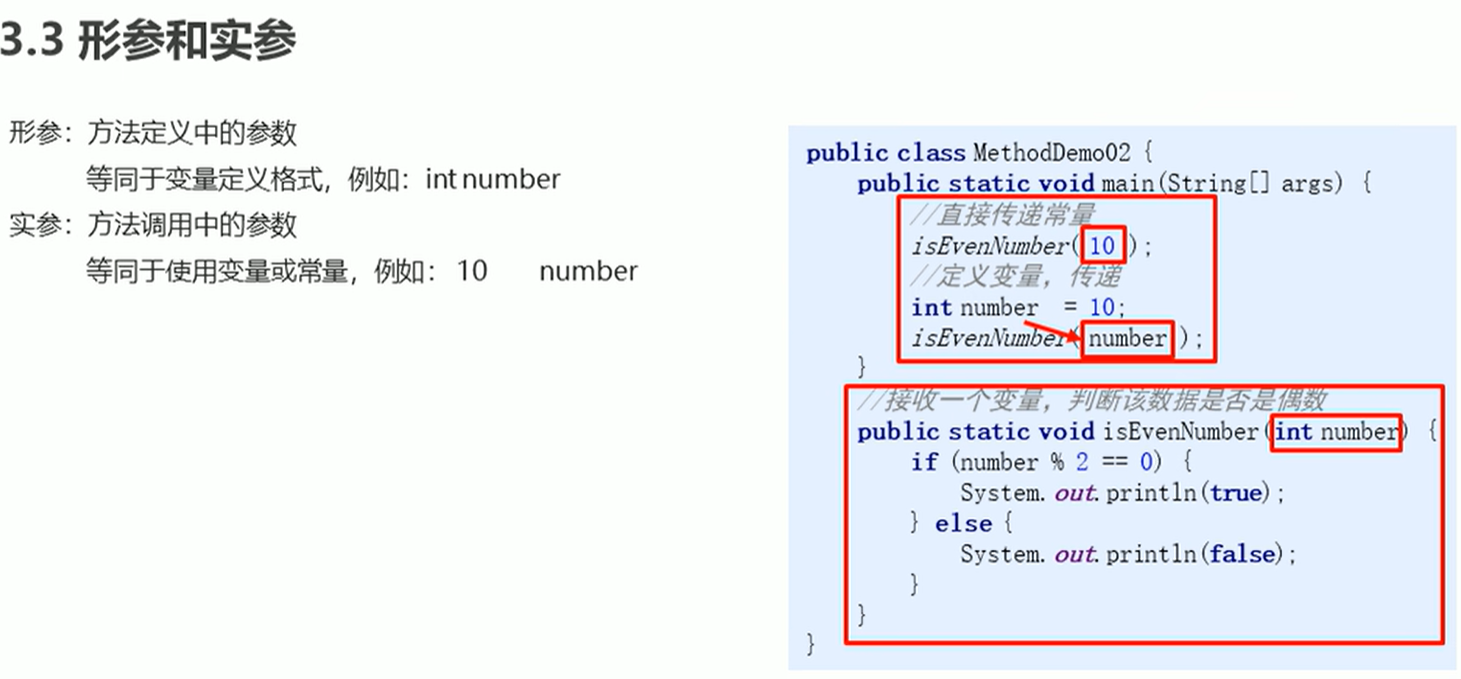 3.3 形参和实参
形参：方法定义中的参数
等同于变量定义格式，例如：int number
实参：方法调用中的参数
等同于使用变量或常量，例如： 10 number
public class MethodDemo02 {
public static void main(String[] args) {
//直接传递常量
isEvenNumber(10);
//定义变量，传递
int number = 10;
isEvenNumber(number);
}
//接收一个变量，判断该数据是否是偶数
public static void isEvenNumber(int number) {
if (number % 2 == 0) {
System.out.println(true);
} else {
System.out.println(false);
}
}
}